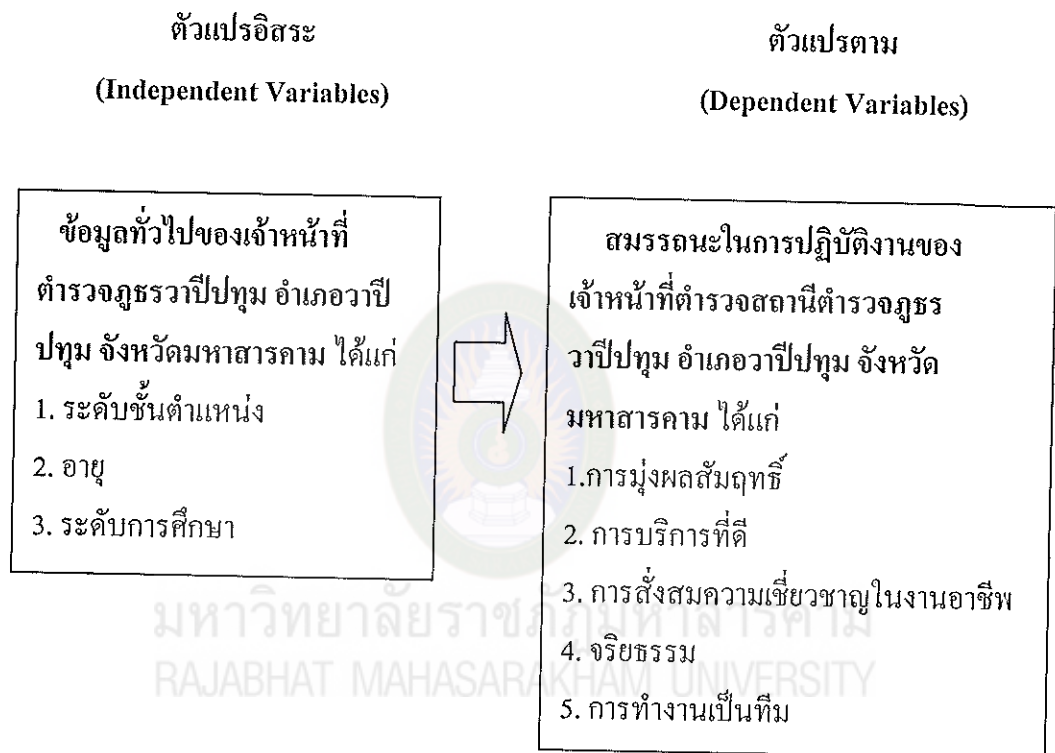 ตัวแปรอิสระ
(Independent Variables)
ตัวแปรตาม
(Dependent Variables)
ข้อมูลทั่วไปของเจ้าหน้าที่
ตำรวจภูธรวาปีปทุม อำเภอวาปี
ปทุม จังหวัดมหาสารคาม ได้แก่
1. ระดับชั้นตำแหน่ง
2. อายุ
3. ระดับการศึกษา
สมรรถนะในการปฏิบัติงานของ
เจ้าหน้าที่ตำรวจสถานีตำรวจภูธร
วาปีปทุม อำเภอวาปีปทุม จังหวัด
มหาสารคาม ได้แก่
1.การมุ่งผลสัมฤทธิ์
2. การบริการที่ดี
3. การสั่งสมความเชี่ยวชาญในงานอาชีพ
4. จริยธรรม
5. การทำงานเป็นทีม
มหาวิทยาลัยราชภัฏมหาสารคาม
RAJABHAT MAHASARAKHAM UNIVERSITY